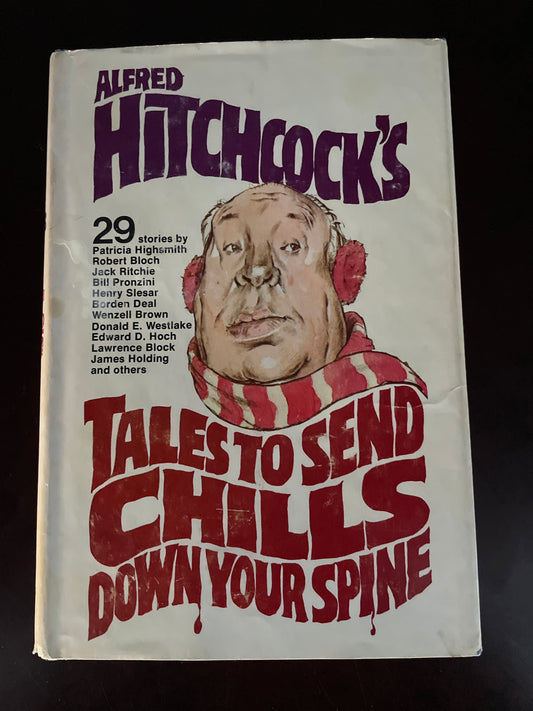 ALFRED
HiTCHCOCK'S
29 stories by
Patricia Highsmith
Robert Bloch
Jack Ritchie
Bill Pronzini
Henry Slesar
Borden Deal
Wenzell Brown
Donald E. Westlake
Edward D. Hoch
Lawrence Block
James Holding
and others
TALES TO SEND
CHILLS
DOWN YOUR SPINE